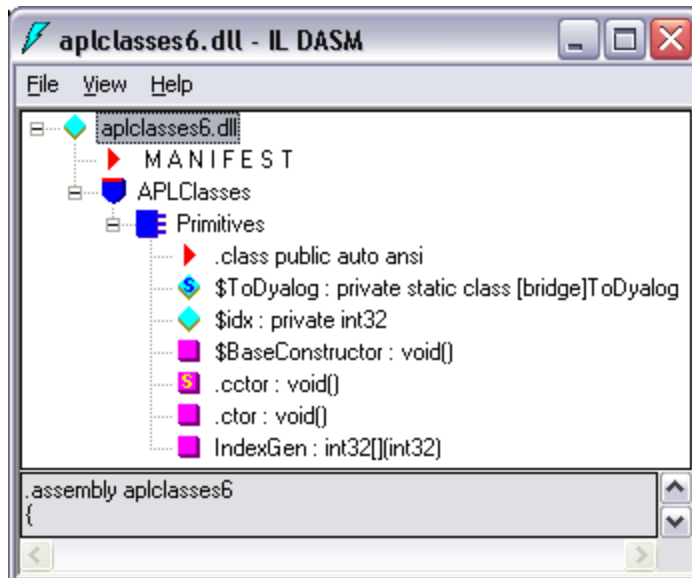 aplclasses6.dll - IL DASM
File View Help
aplclasses6.dll
M A N I F E S T
APLClasses
Primitives
.class public auto ansi
$ToDyalog : private static class [bridge]ToDyalog
$idx : private int32
$BaseConstructor : void()
S .cctor : void()
.ctor : void()
IndexGen : int32[](int32)
.assembly aplclasses6
{